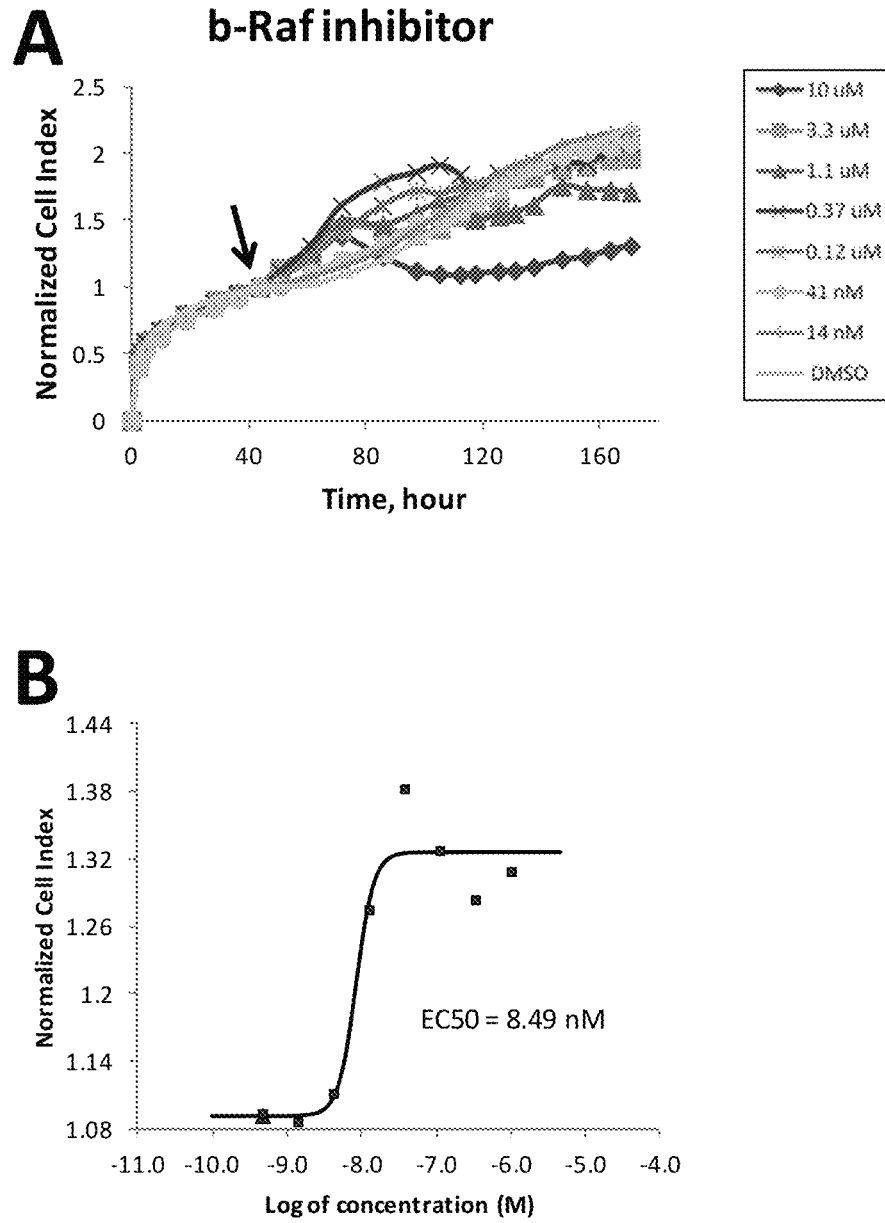 A
b-Raf inhibitor
Normalized Cell Index
2.5
2
1.5
1
0.5
0
0
40
80
120
160
Time, hour
10 uM
3.3 uM
1.1 uM
0.37 uM
0.12 uM
41 nM
14 nM
DMSO
B
Normalized Cell Index
1.44
1.38
1.32
1.26
1.2
1.14
1.08
EC50 = 8.49 nM
-11.0
-10.0
-9.0
-8.0
-7.0
-6.0
-5.0
-4.0
Log of concentration (M)